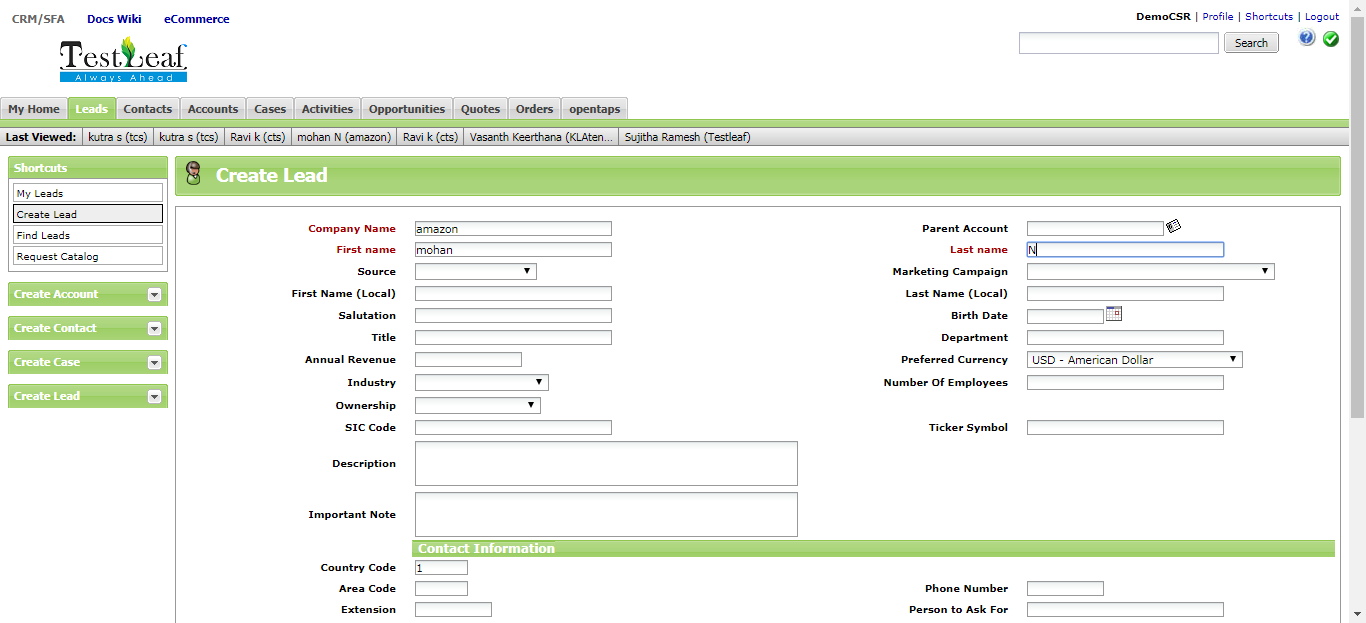 CRM/SFA Docs Wiki eCommerce
DemoCSR | Profile | Shortcuts | Logout
TestLeaf
Always Ahead
Search
My Home Leads Contacts Accounts Cases Activities Opportunities Quotes Orders opentaps
Last Viewed: kutra s (tcs) kutra s (tcs) Ravi k (cts) mohan N (amazon) Ravi k (cts) Vasanth Keerthana (KLAten... Sujitha Ramesh (Testleaf)
Shortcuts
My Leads
Create Lead
Find Leads
Request Catalog
Create Account
Create Contact
Create Case
Create Lead
Create Lead
Company Name amazon Parent Account
First name mohan Last name N
Source Marketing Campaign
First Name (Local) Last Name (Local)
Salutation Birth Date
Title Department
Annual Revenue Preferred Currency USD - American Dollar
Industry Number Of Employees
Ownership
SIC Code Ticker Symbol
Description
Important Note
Contact Information
Country Code 1
Area Code Phone Number
Extension Person to Ask For